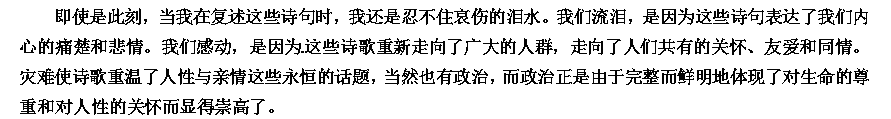 即使是此刻，当我在复述这些诗句时，我还是忍不住哀伤的泪水。我们流泪，是因为这些诗句表达了我们内
心的痛楚和悲情。我们感动，是因为这些诗歌重新走向了广大的人群，走向了人们共有的关怀、友爱和同情。
灾难使诗歌重温了人性与亲情这些永恒的话题，当然也有政治，而政治正是由于完整而鲜明地体现了对生命的尊
重和对人性的关怀而显得崇高了。